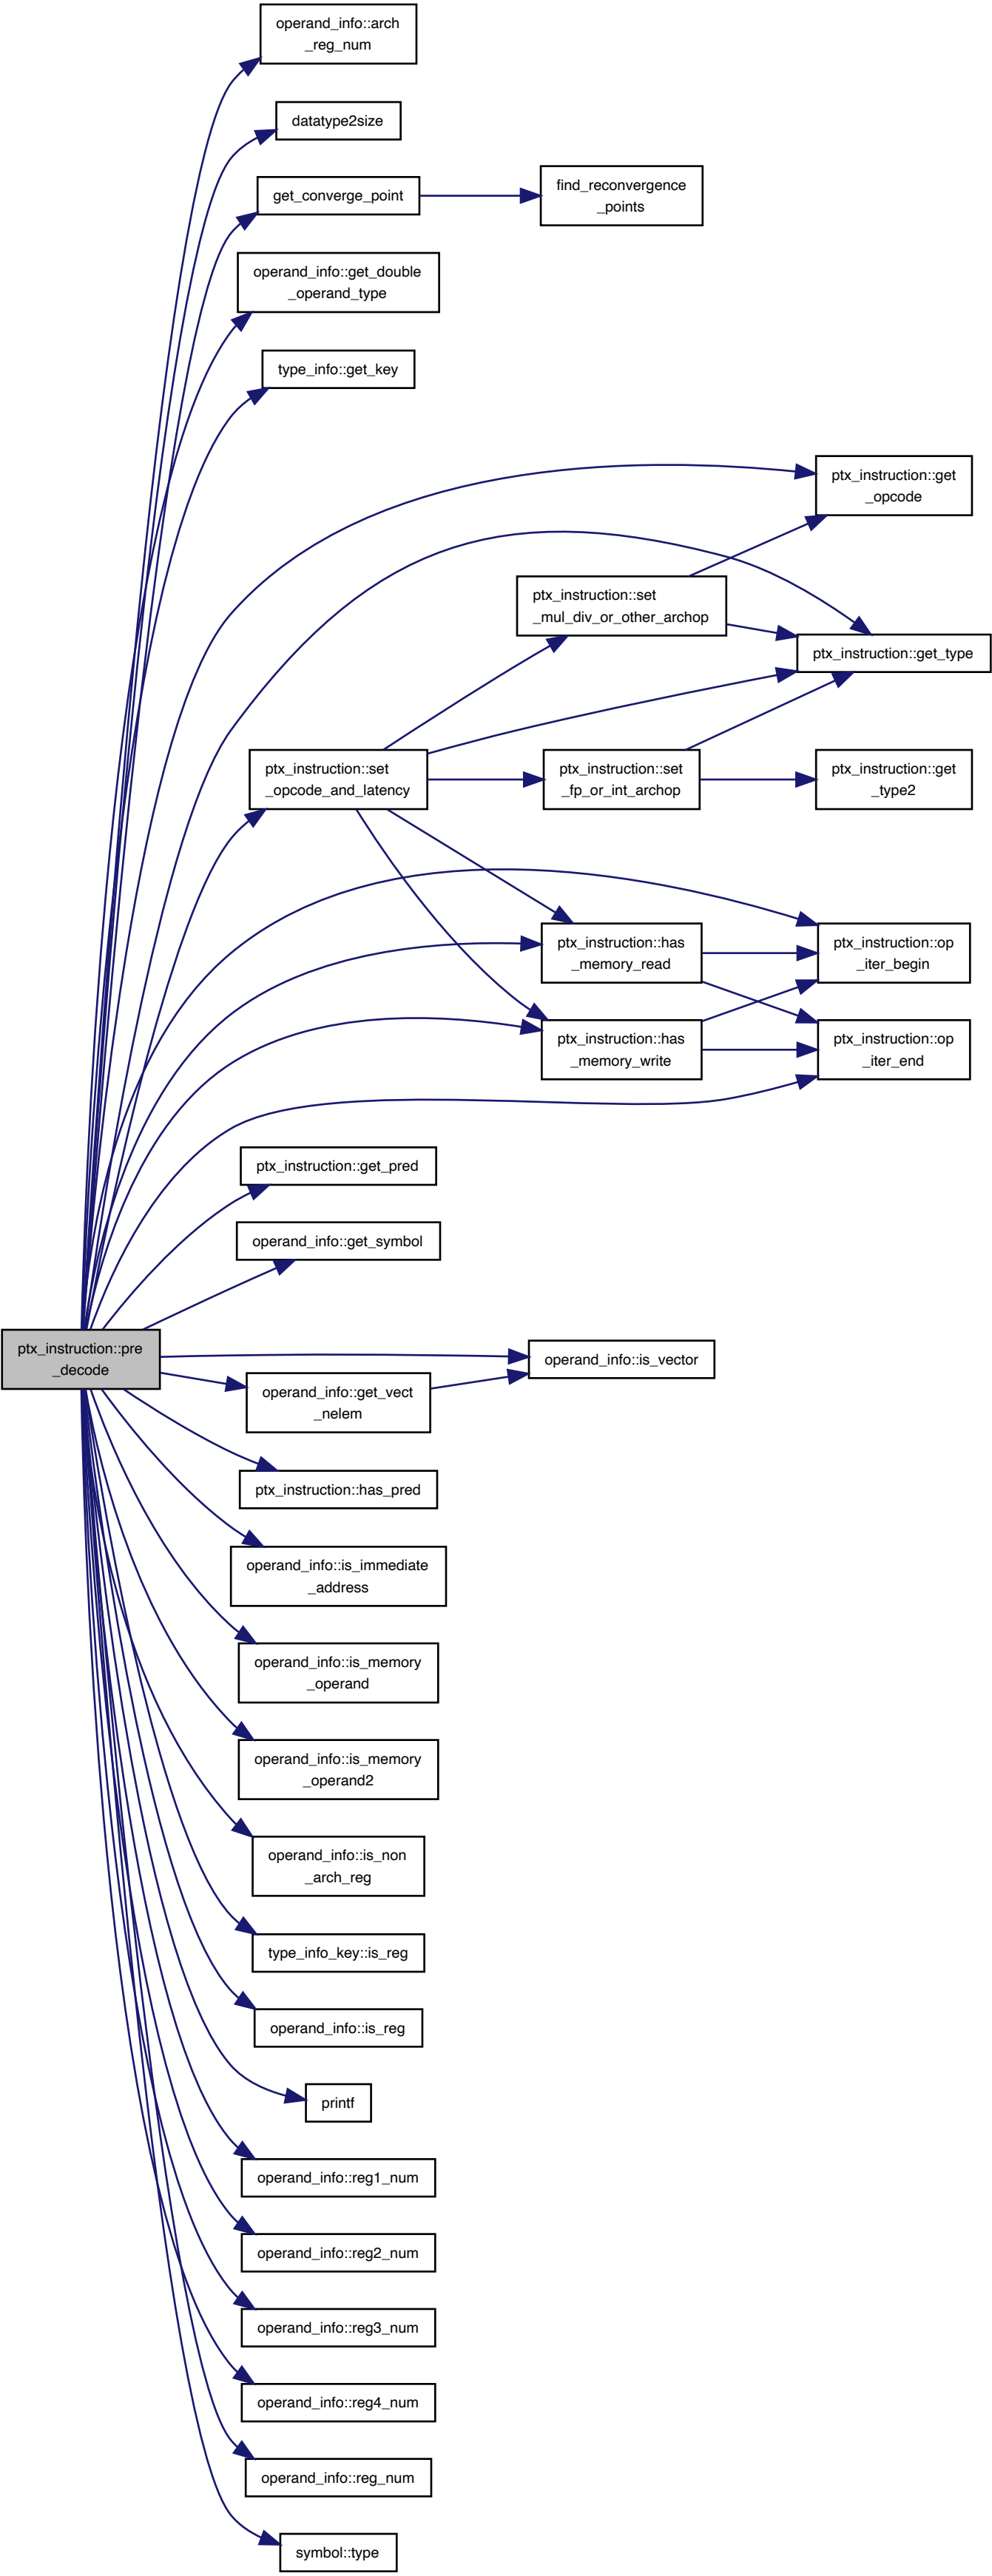 operand_info::arch
_reg_num
datatype2size
get_converge_point
find_reconvergence
_points
operand_info::get_double
_operand_type
type_info::get_key
ptx_instruction::get
_opcode
ptx_instruction::set
_mul_div_or_other_archop
ptx_instruction::get_type
ptx_instruction::set
_opcode_and_latency
ptx_instruction::set
_fp_or_int_archop
ptx_instruction::get
_type2
ptx_instruction::has
_memory_read
ptx_instruction::op
_iter_begin
ptx_instruction::has
_memory_write
ptx_instruction::op
_iter_end
ptx_instruction::get_pred
operand_info::get_symbol
ptx_instruction::pre
_decode
operand_info::is_vector
operand_info::get_vect
_nelem
ptx_instruction::has_pred
operand_info::is_immediate
_address
operand_info::is_memory
_operand
operand_info::is_memory
_operand2
operand_info::is_non
_arch_reg
type_info_key::is_reg
operand_info::is_reg
printf
operand_info::reg1_num
operand_info::reg2_num
operand_info::reg3_num
operand_info::reg4_num
operand_info::reg_num
symbol::type